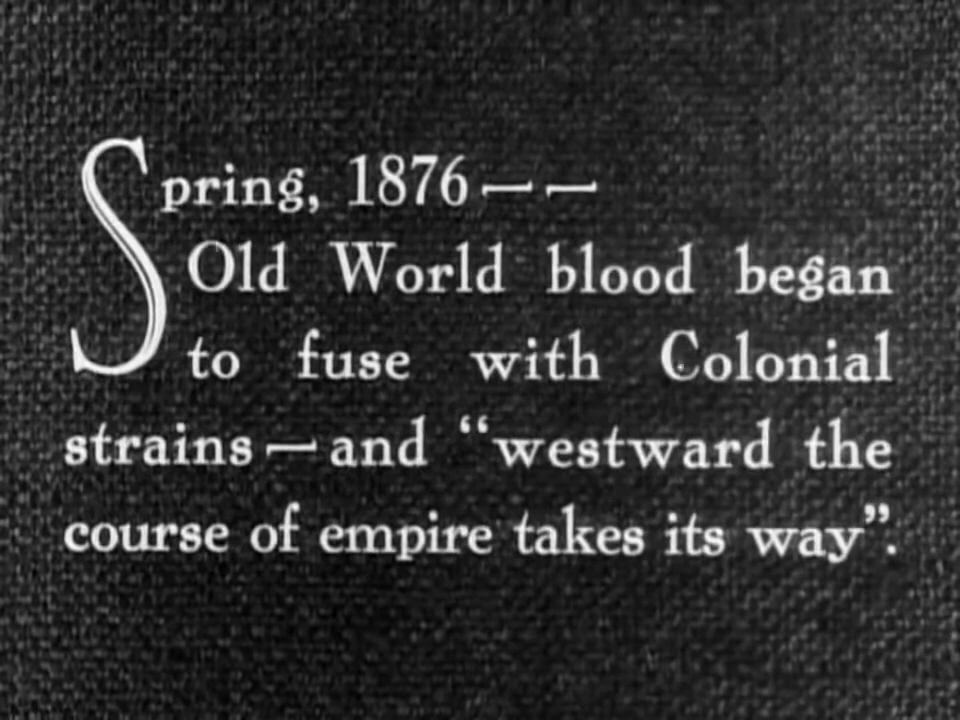 Spring, 1876——
Old World blood began
to fuse with Colonial
strains—and “westward the
course of empire takes its way”.